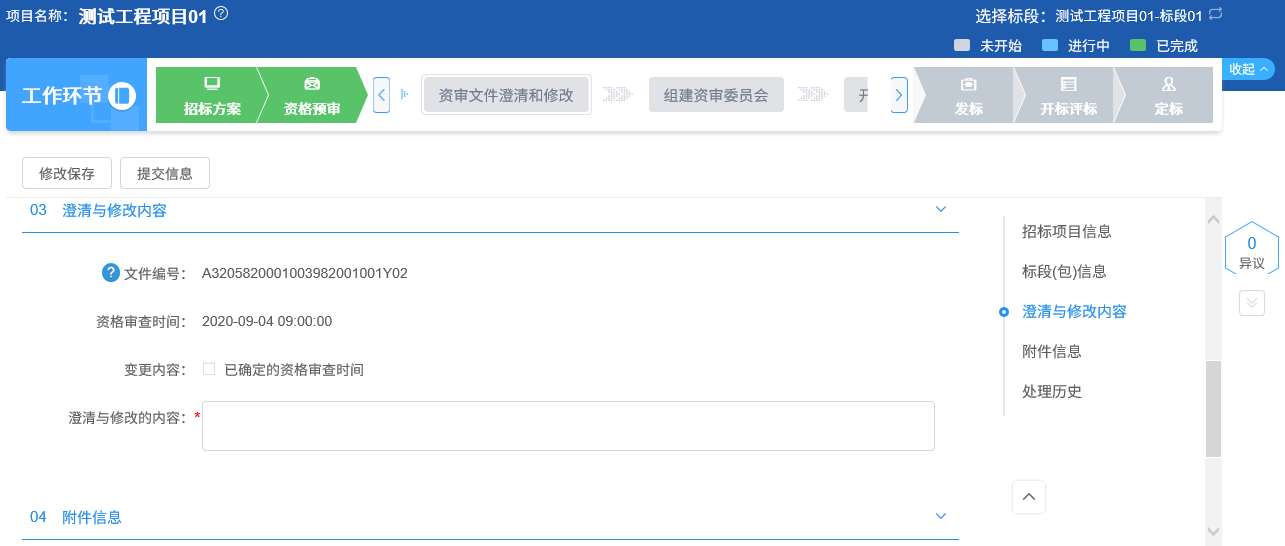 项目名称： 测试工程项目01 ?
选择标段： 测试工程项目01-标段01
未开始 进行中 已完成
收起
工作环节
招标方案 资格预审 资审文件澄清和修改 组建资审委员会 发标 开标评标 定标
修改保存 提交信息
03 澄清与修改内容
? 文件编号： A3205820001003982001001Y02
资格审查时间： 2020-09-04 09:00:00
变更内容： 已确定的资格审查时间
澄清与修改的内容：*
04 附件信息
招标项目信息
标段(包)信息
澄清与修改内容
附件信息
处理历史
0
异议